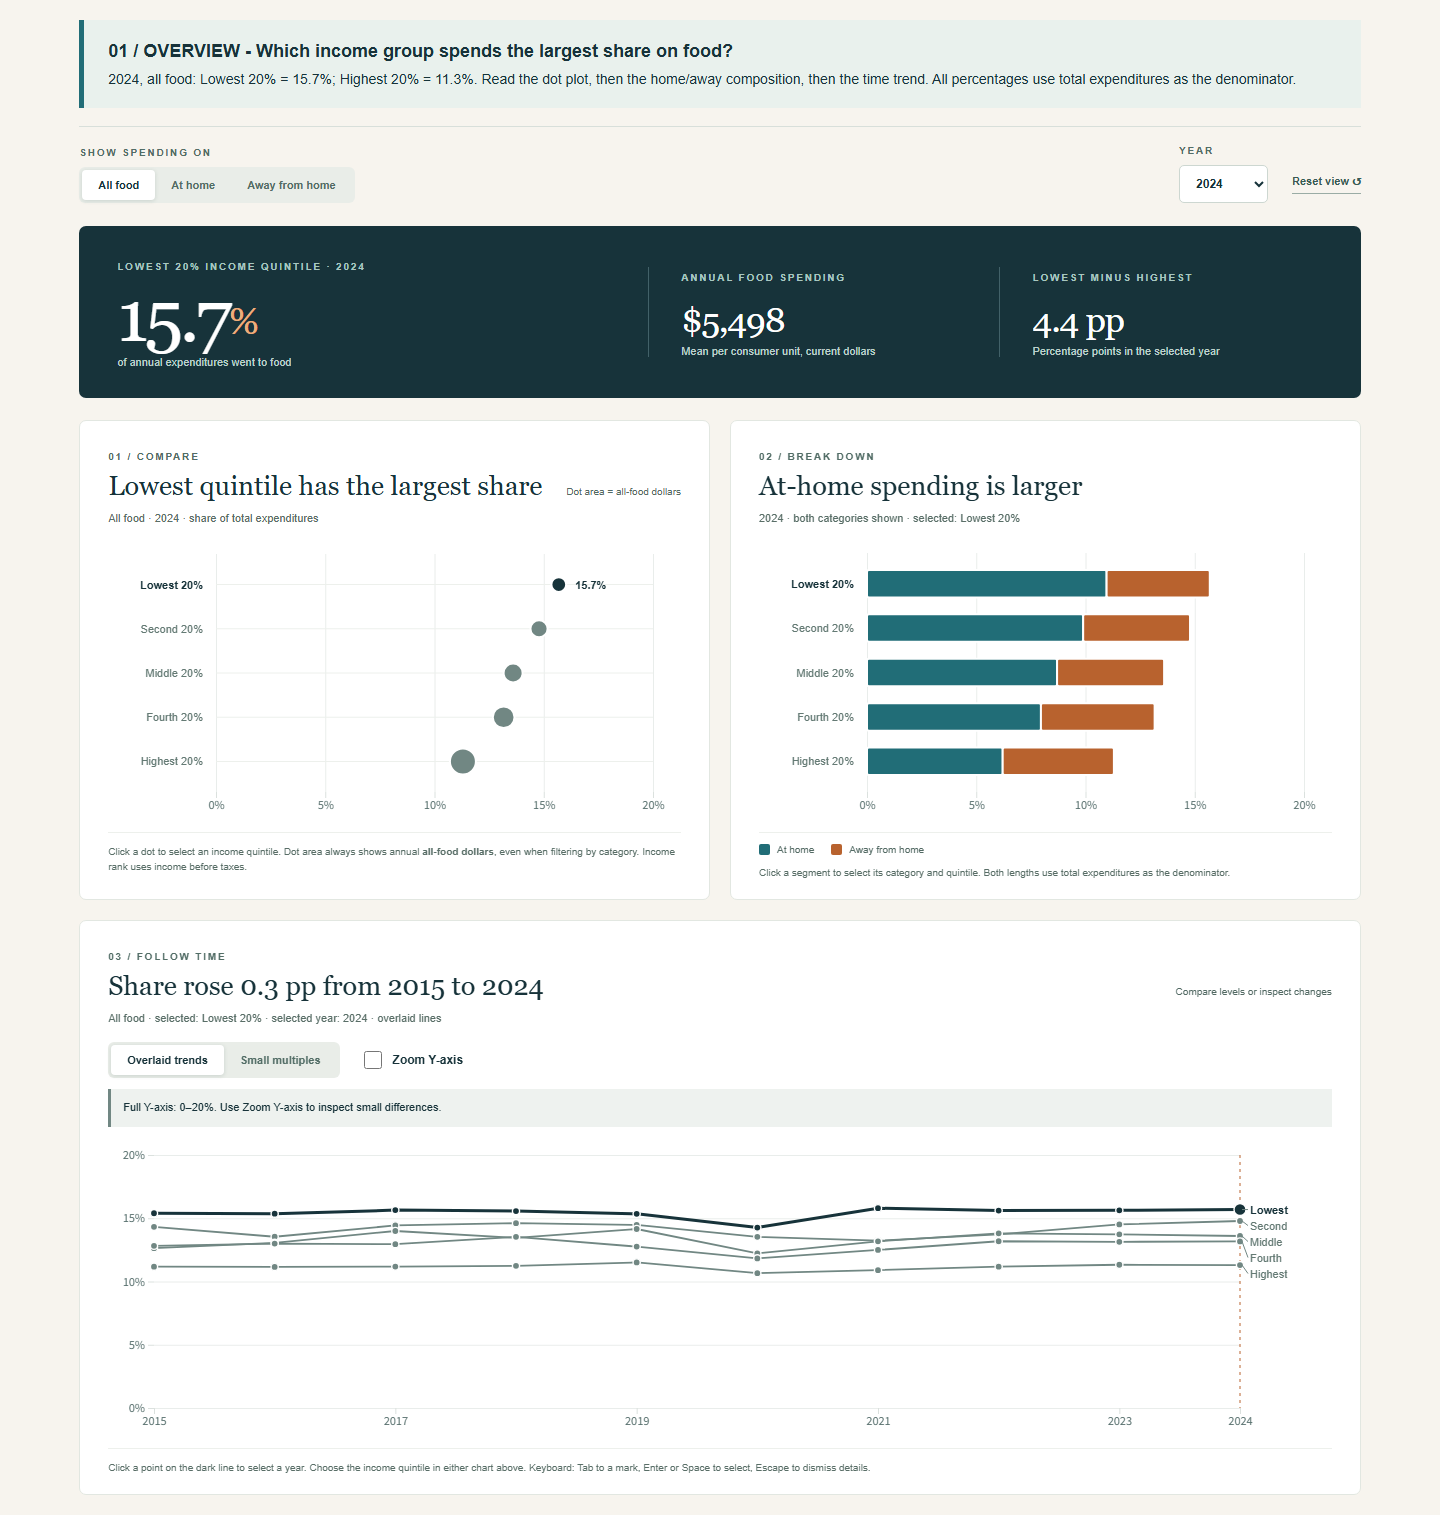 01 / OVERVIEW - Which income group spends the largest share on food?
2024, all food: Lowest 20% = 15.7%; Highest 20% = 11.3%. Read the dot plot, then the home/away composition, then the time trend. All percentages use total expenditures as the denominator.
SHOW SPENDING ON
YEAR
All food At home Away from home
2024
Reset view ↺
LOWEST 20% INCOME QUINTILE · 2024
15.7%
of annual expenditures went to food
ANNUAL FOOD SPENDING
$5,498
Mean per consumer unit, current dollars
LOWEST MINUS HIGHEST
4.4 pp
Percentage points in the selected year
01 / COMPARE
Lowest quintile has the largest share
Dot area = all-food dollars
All food · 2024 · share of total expenditures
Lowest 20%
15.7%
Second 20%
Middle 20%
Fourth 20%
Highest 20%
0% 5% 10% 15% 20%
Click a dot to select an income quintile. Dot area always shows annual all-food dollars, even when filtering by category. Income
rank uses income before taxes.
02 / BREAK DOWN
At-home spending is larger
2024 · both categories shown · selected: Lowest 20%
Lowest 20%
Second 20%
Middle 20%
Fourth 20%
Highest 20%
0% 5% 10% 15% 20%
At home Away from home
Click a segment to select its category and quintile. Both lengths use total expenditures as the denominator.
03 / FOLLOW TIME
Share rose 0.3 pp from 2015 to 2024
Compare levels or inspect changes
All food · selected: Lowest 20% · selected year: 2024 · overlaid lines
Overlaid trends Small multiples Zoom Y-axis
Full Y-axis: 0–20%. Use Zoom Y-axis to inspect small differences.
20%
15%
10%
5%
0%
Lowest
Second
Middle
Fourth
Highest
2015 2017 2019 2021 2023 2024
Click a point on the dark line to select a year. Choose the income quintile in either chart above. Keyboard: Tab to a mark, Enter or Space to select, Escape to dismiss details.